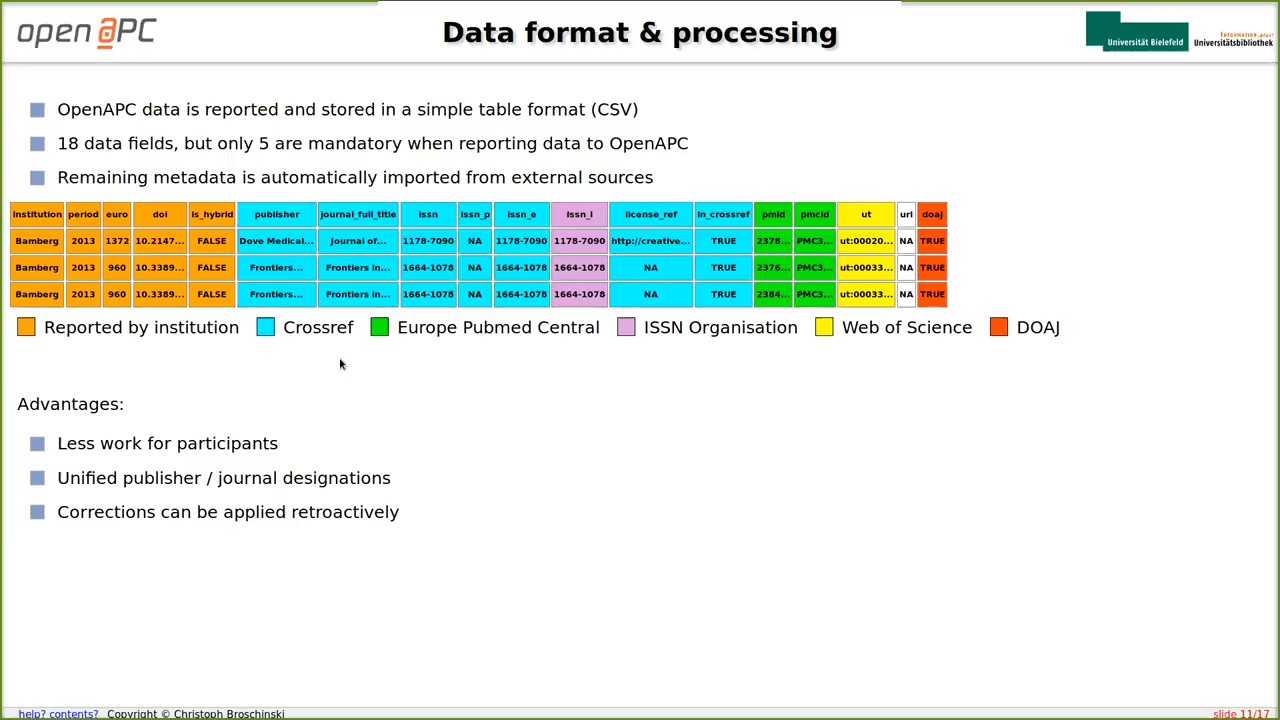 open APC
Data format & processing
Universität Bielefeld
INFORMATION.plus!
Universitätsbibliothek
OpenAPC data is reported and stored in a simple table format (CSV)
18 data fields, but only 5 are mandatory when reporting data to OpenAPC
Remaining metadata is automatically imported from external sources
institution period euro doi is_hybrid publisher journal_full_title issn issn_p issn_e issn_l license_ref in_crossref pmid pmcid ut url doaj
Bamberg 2013 1372 10.2147... FALSE Dove Medical... Journal of... 1178-7090 NA 1178-7090 1178-7090 http://creative... TRUE 2378... PMC3... ut:00020... NA TRUE
Bamberg 2013 960 10.3389... FALSE Frontiers... Frontiers in... 1664-1078 NA 1664-1078 1664-1078 NA TRUE 2376... PMC3... ut:00033... NA TRUE
Bamberg 2013 960 10.3389... FALSE Frontiers... Frontiers in... 1664-1078 NA 1664-1078 1664-1078 NA TRUE 2384... PMC3... ut:00033... NA TRUE
Reported by institution Crossref Europe Pubmed Central ISSN Organisation Web of Science DOAJ
Advantages:
Less work for participants
Unified publisher / journal designations
Corrections can be applied retroactively
help? contents? Copyright © Christoph Broschinski
slide 11/17